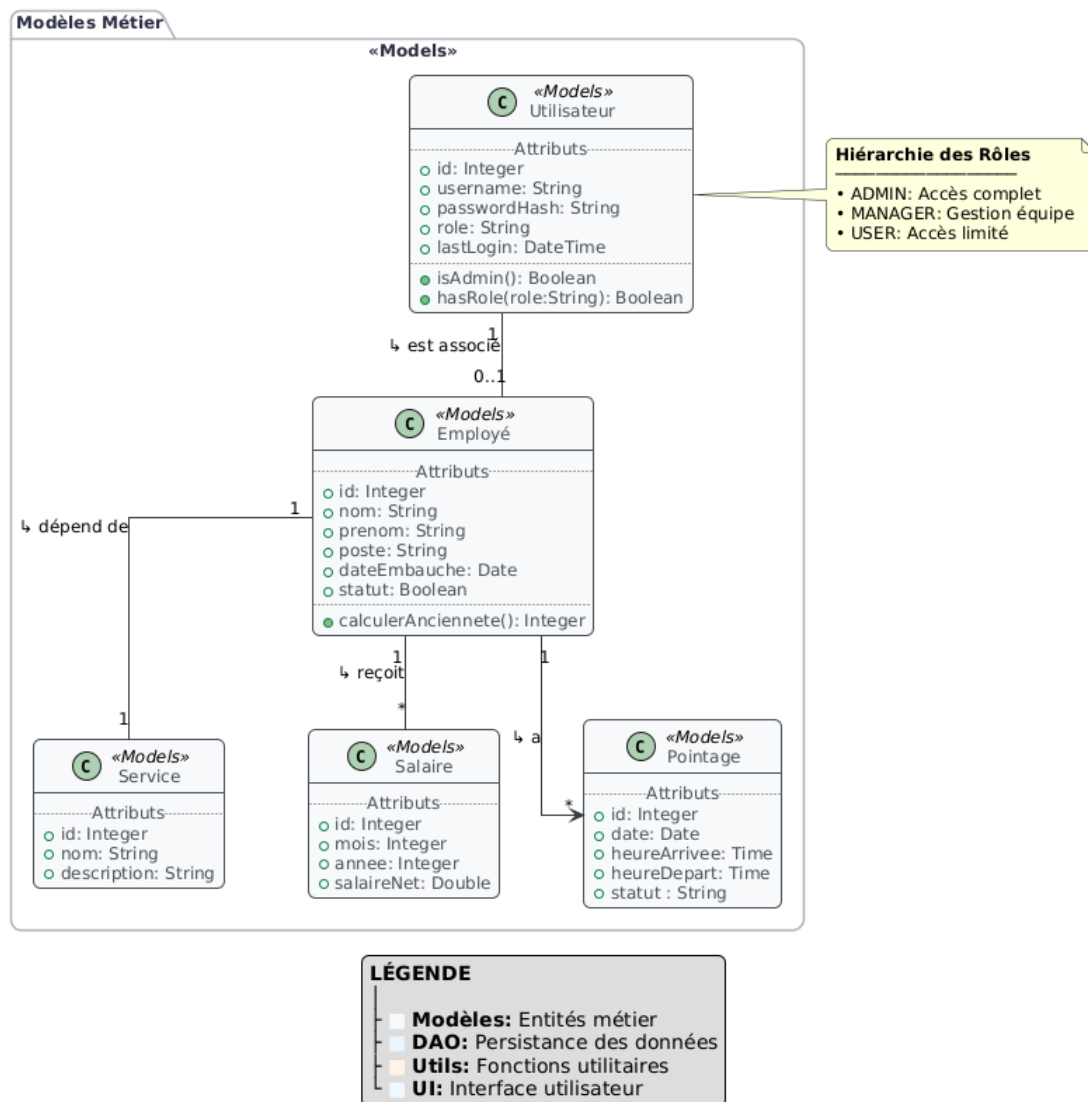 Modèles Métier
«Models»
«Models»
C
Utilisateur
Attributs
id: Integer
username: String
passwordHash: String
role: String
lastLogin: DateTime
isAdmin(): Boolean
hasRole(role:String): Boolean
Hiérarchie des Rôles
• ADMIN: Accès complet
• MANAGER: Gestion équipe
• USER: Accès limité
1
↳ est associé
0..1
«Models»
C
Employé
Attributs
id: Integer
nom: String
prenom: String
poste: String
dateEmbauche: Date
statut: Boolean
calculerAnciennete(): Integer
1
↳ dépend de
1
1
↳ reçoit
*
1
↳ a
*
«Models»
C
Service
Attributs
id: Integer
nom: String
description: String
«Models»
C
Salaire
Attributs
id: Integer
mois: Integer
annee: Integer
salaireNet: Double
«Models»
C
Pointage
Attributs
id: Integer
date: Date
heureArrivee: Time
heureDepart: Time
statut : String
LÉGENDE
Modèles: Entités métier
DAO: Persistance des données
Utils: Fonctions utilitaires
UI: Interface utilisateur